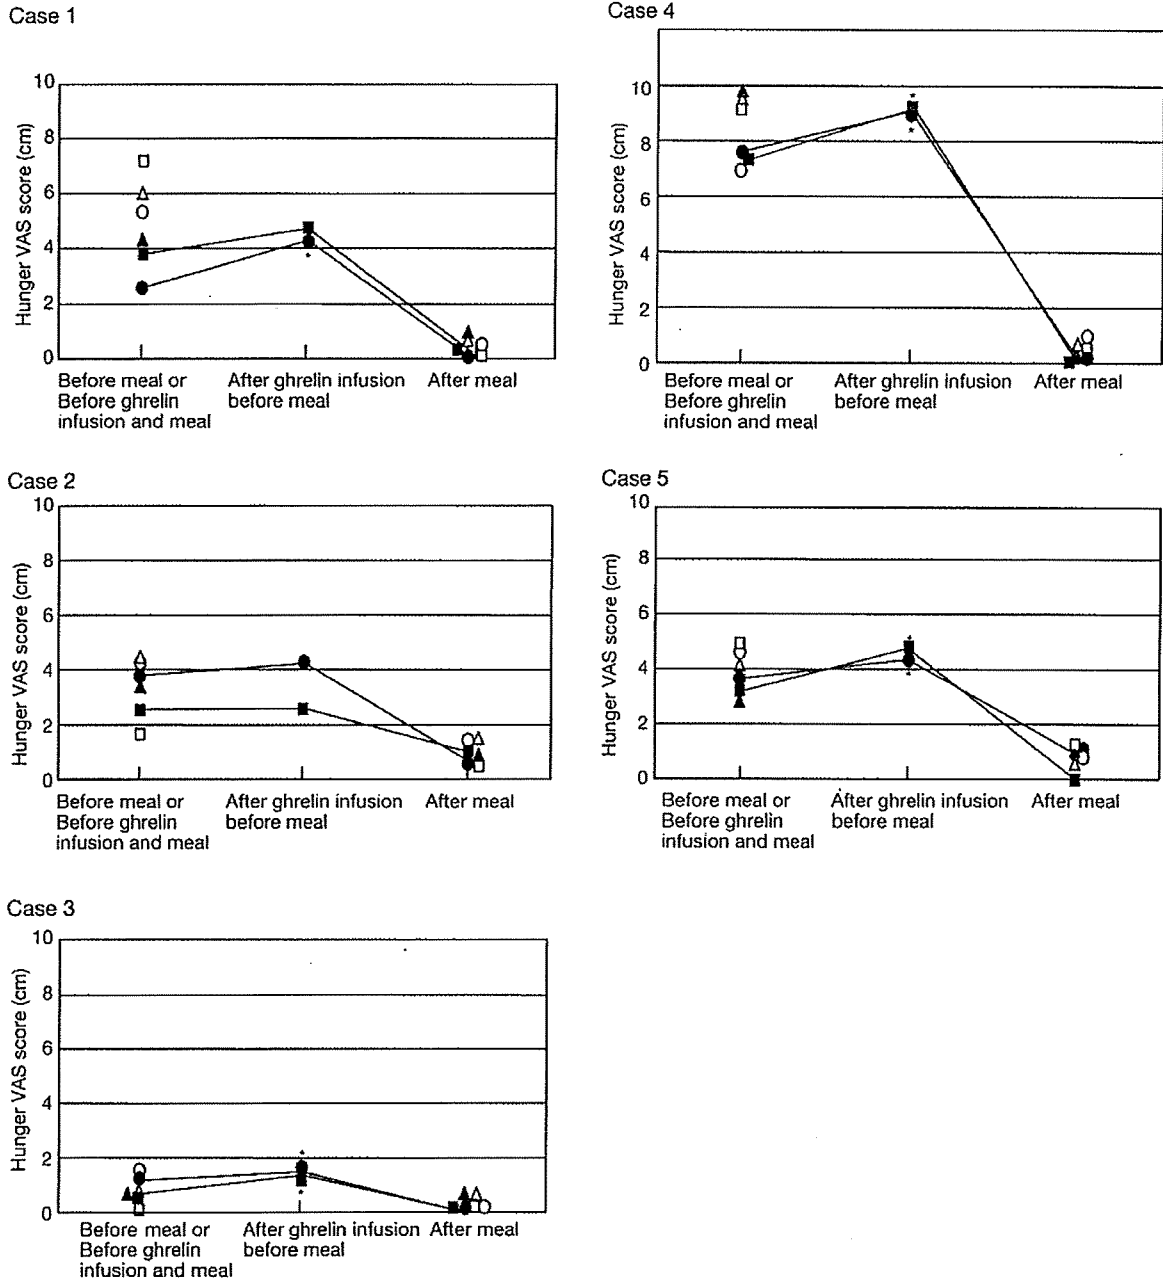 Case 1
Hunger VAS score (cm)
10
8
6
4
2
0
Before meal or
Before ghrelin
infusion and meal
After ghrelin infusion
before meal
After meal
Case 4
Hunger VAS score (cm)
10
8
6
4
2
0
Before meal or
Before ghrelin
infusion and meal
After ghrelin infusion
before meal
After meal
Case 2
Hunger VAS score (cm)
10
8
6
4
2
0
Before meal or
Before ghrelin
infusion and meal
After ghrelin infusion
before meal
After meal
Case 5
Hunger VAS score (cm)
10
8
6
4
2
0
Before meal or
Before ghrelin
infusion and meal
After ghrelin infusion
before meal
After meal
Case 3
Hunger VAS score (cm)
10
8
6
4
2
0
Before meal or
Before ghrelin
infusion and meal
After ghrelin infusion
before meal
After meal